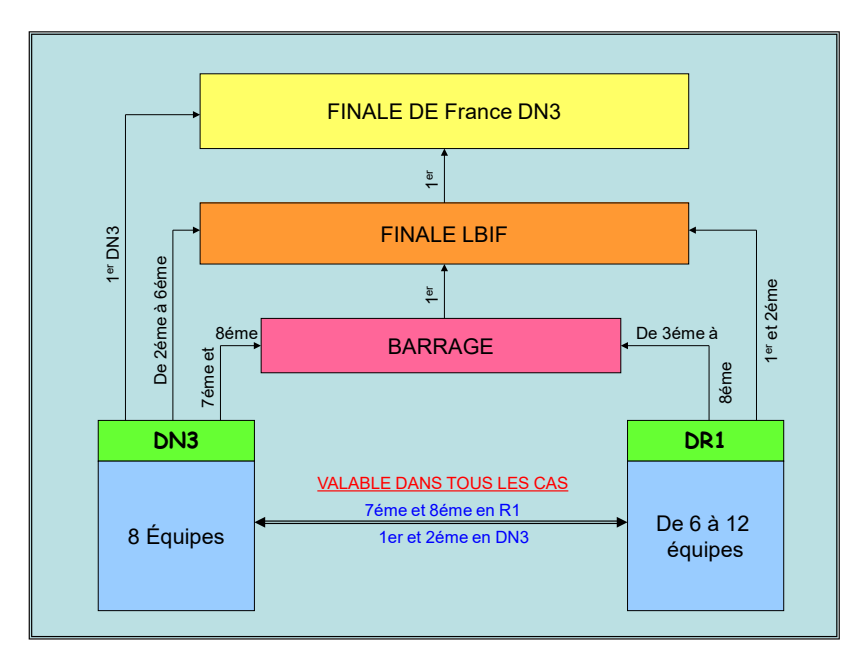 FINALE DE France DN3
1er
1er DN3
FINALE LBIF
De 2éme à 6éme
1er
1er et 2éme
8éme
7éme et
BARRAGE
De 3éme à
8éme
DN3
DR1
VALABLE DANS TOUS LES CAS
7éme et 8éme en R1
1er et 2éme en DN3
8 Équipes
De 6 à 12
équipes